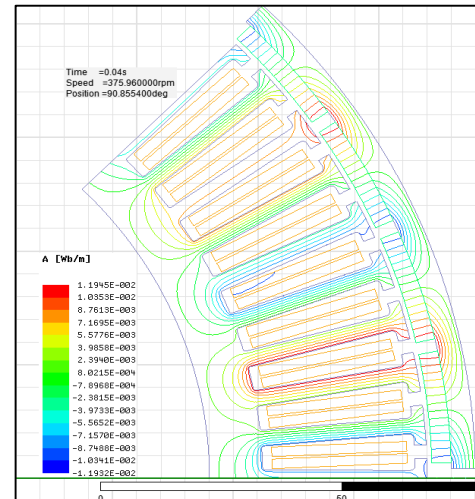 Time =0.04s
Speed =375.960000rpm
Position =90.855400deg
A [Wb/m]
1.1945E-002
1.0353E-002
8.7613E-003
7.1695E-003
5.5776E-003
3.9858E-003
2.3940E-003
8.0215E-004
-7.8968E-004
-2.3815E-003
-3.9733E-003
-5.5652E-003
-7.1570E-003
-8.7488E-003
-1.0341E-002
-1.1932E-002
0
50